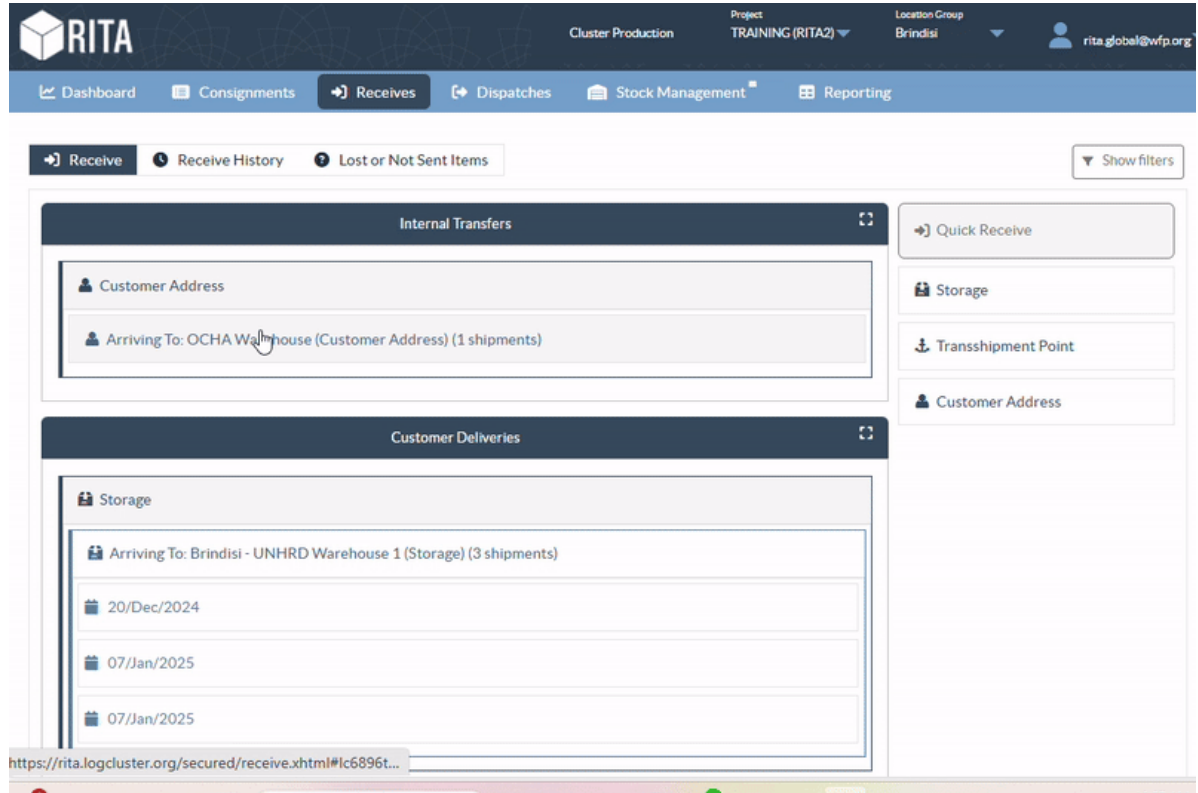 RITA
Cluster Production
Project
TRAINING (RITA2)
Location Group
Brindisi
rita.global@wfp.org
Dashboard
Consignments
Receives
Dispatches
Stock Management
Reporting
Receive
Receive History
Lost or Not Sent Items
Show filters
Internal Transfers
Customer Address
Arriving To: OCHA Warehouse (Customer Address) (1 shipments)
Customer Deliveries
Storage
Arriving To: Brindisi - UNHRD Warehouse 1 (Storage) (3 shipments)
20/Dec/2024
07/Jan/2025
07/Jan/2025
Quick Receive
Storage
Transshipment Point
Customer Address
https://rita.logcluster.org/secured/receive.xhtml#lc6896t...